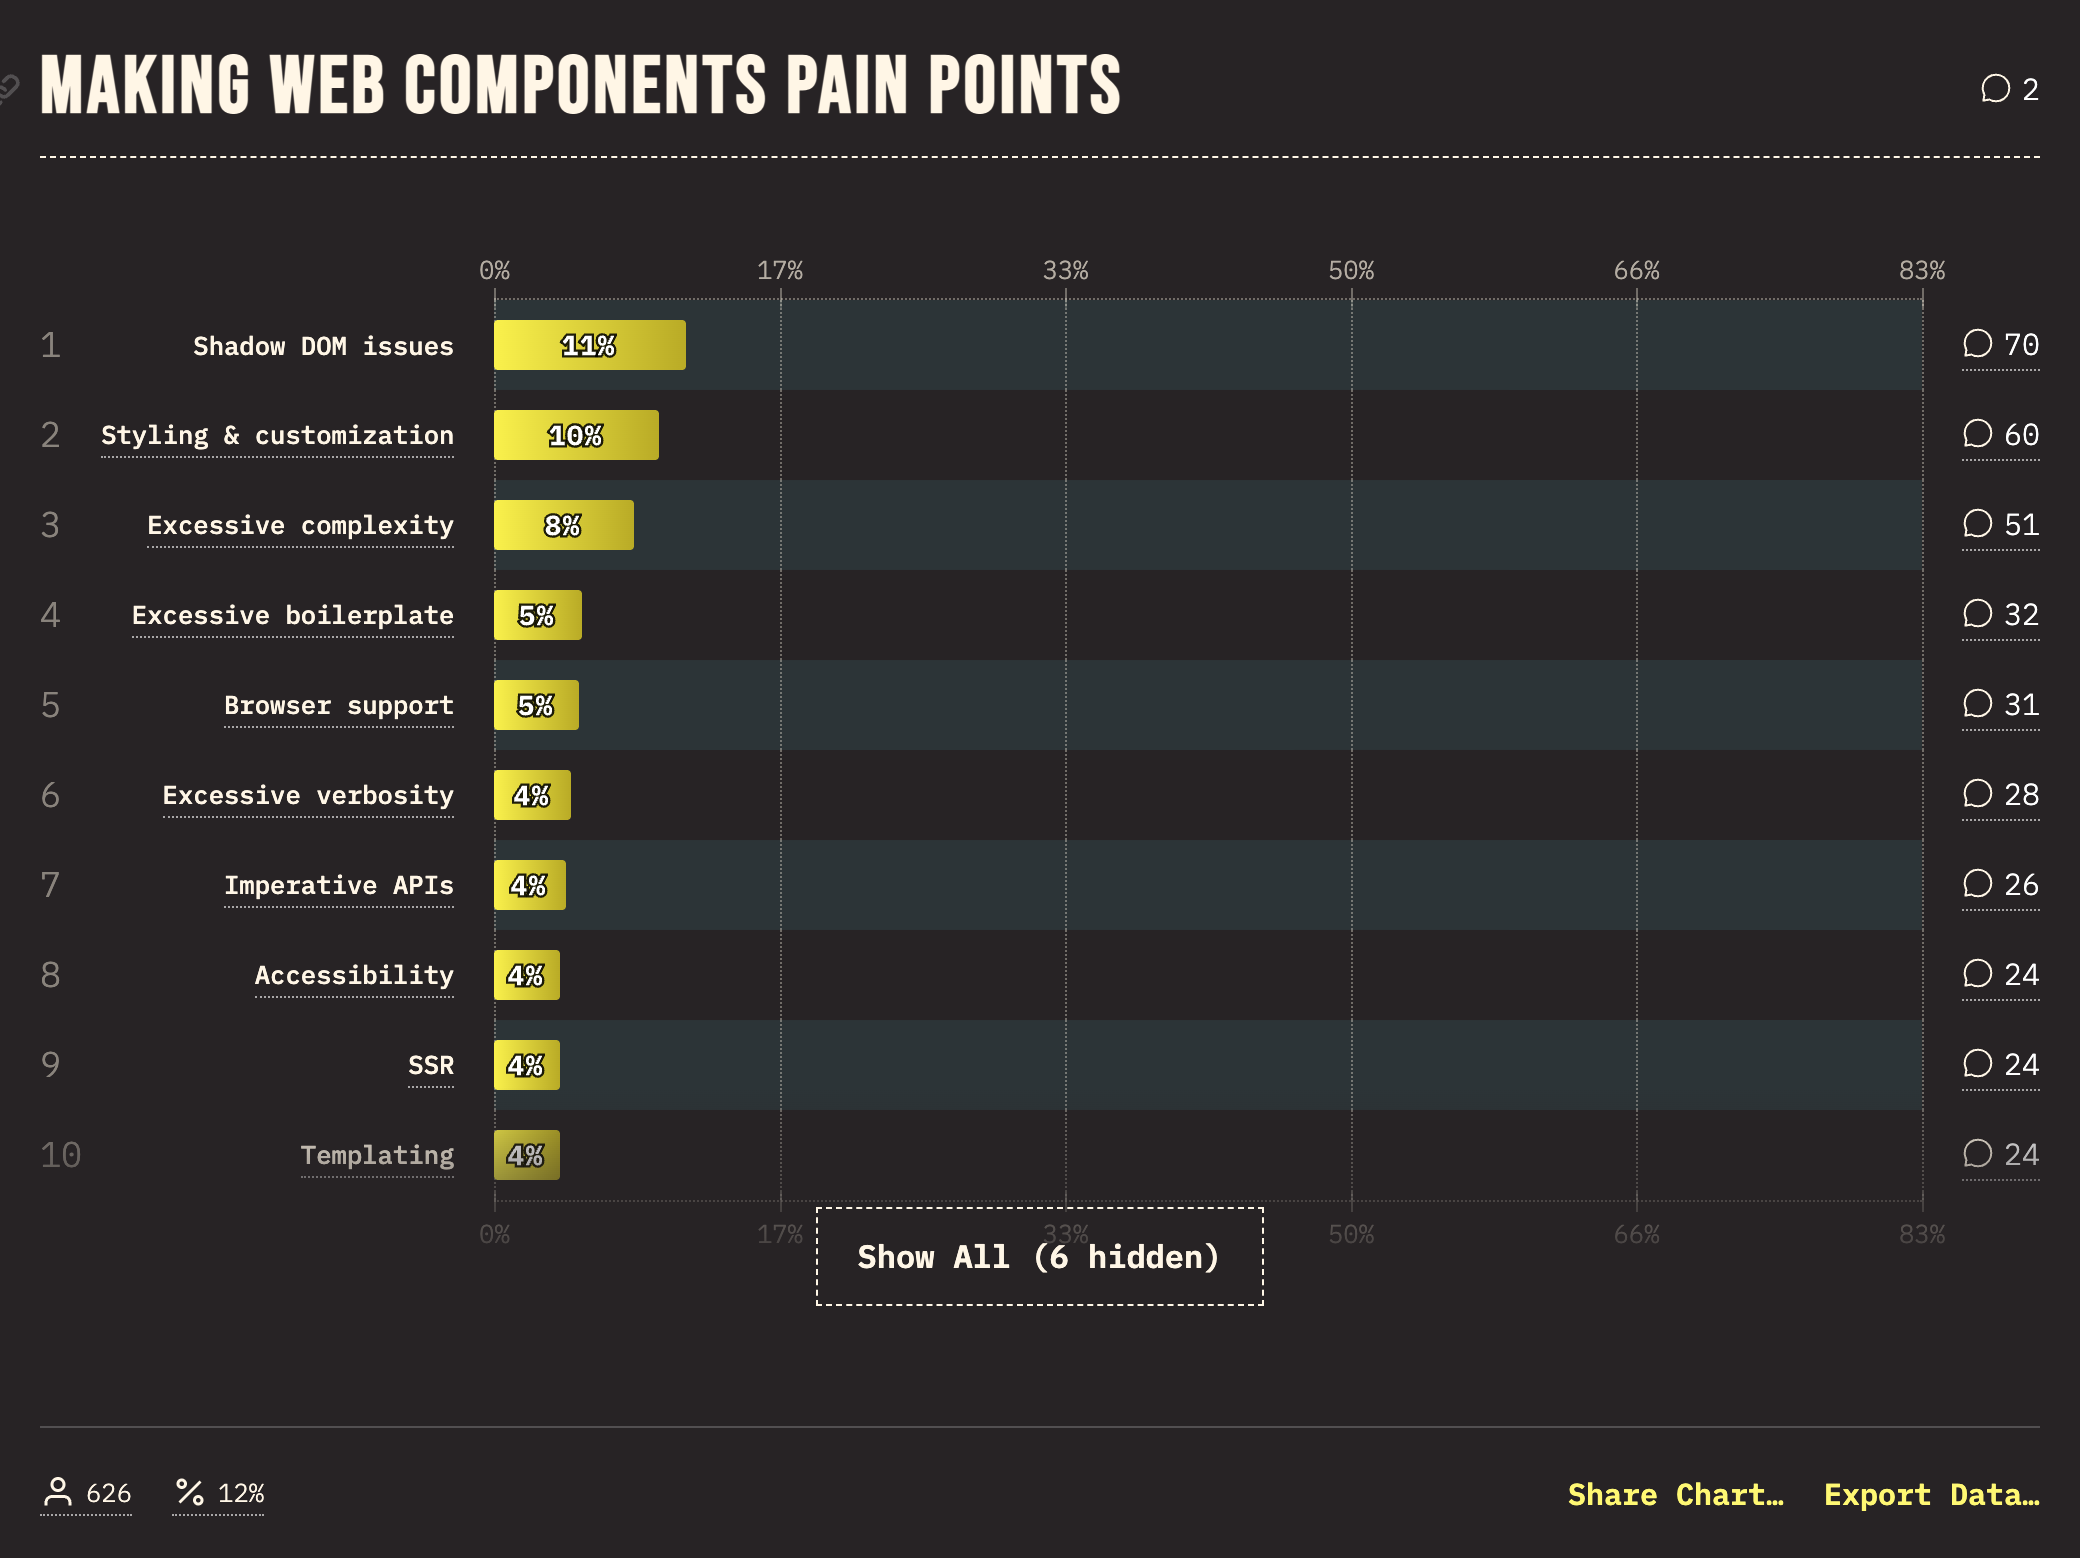 MAKING WEB COMPONENTS PAIN POINTS
2
0% 17% 33% 50% 66% 83%
1 Shadow DOM issues 11% 70
2 Styling & customization 10% 60
3 Excessive complexity 8% 51
4 Excessive boilerplate 5% 32
5 Browser support 5% 31
6 Excessive verbosity 4% 28
7 Imperative APIs 4% 26
8 Accessibility 4% 24
9 SSR 4% 24
10 Templating 4% 24
0% 17% 33% 50% 66% 83%
Show All (6 hidden)
626 % 12% Share Chart… Export Data…